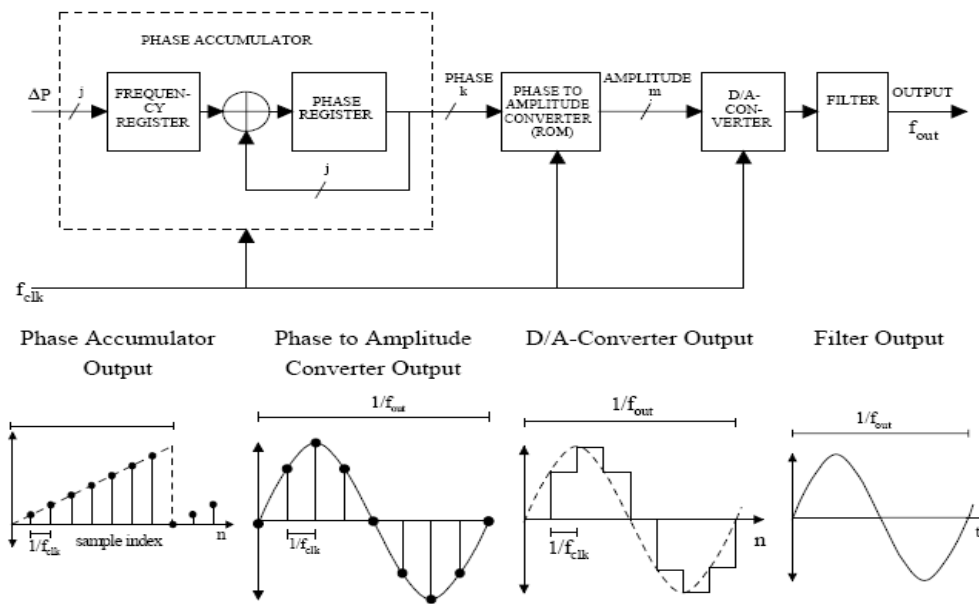 PHASE ACCUMULATOR
ΔP
j
FREQUEN-
CY
REGISTER
PHASE
REGISTER
j
PHASE
k
PHASE TO
AMPLITUDE
CONVERTER
(ROM)
AMPLITUDE
m
D/A-
CON-
VERTER
FILTER
OUTPUT
f_out
f_clk
Phase Accumulator
Output
Phase to Amplitude
Converter Output
D/A-Converter Output
Filter Output
1/f_out
1/f_out
1/f_out
1/f_clk
sample index
n
1/f_clk
1/f_clk
n
t